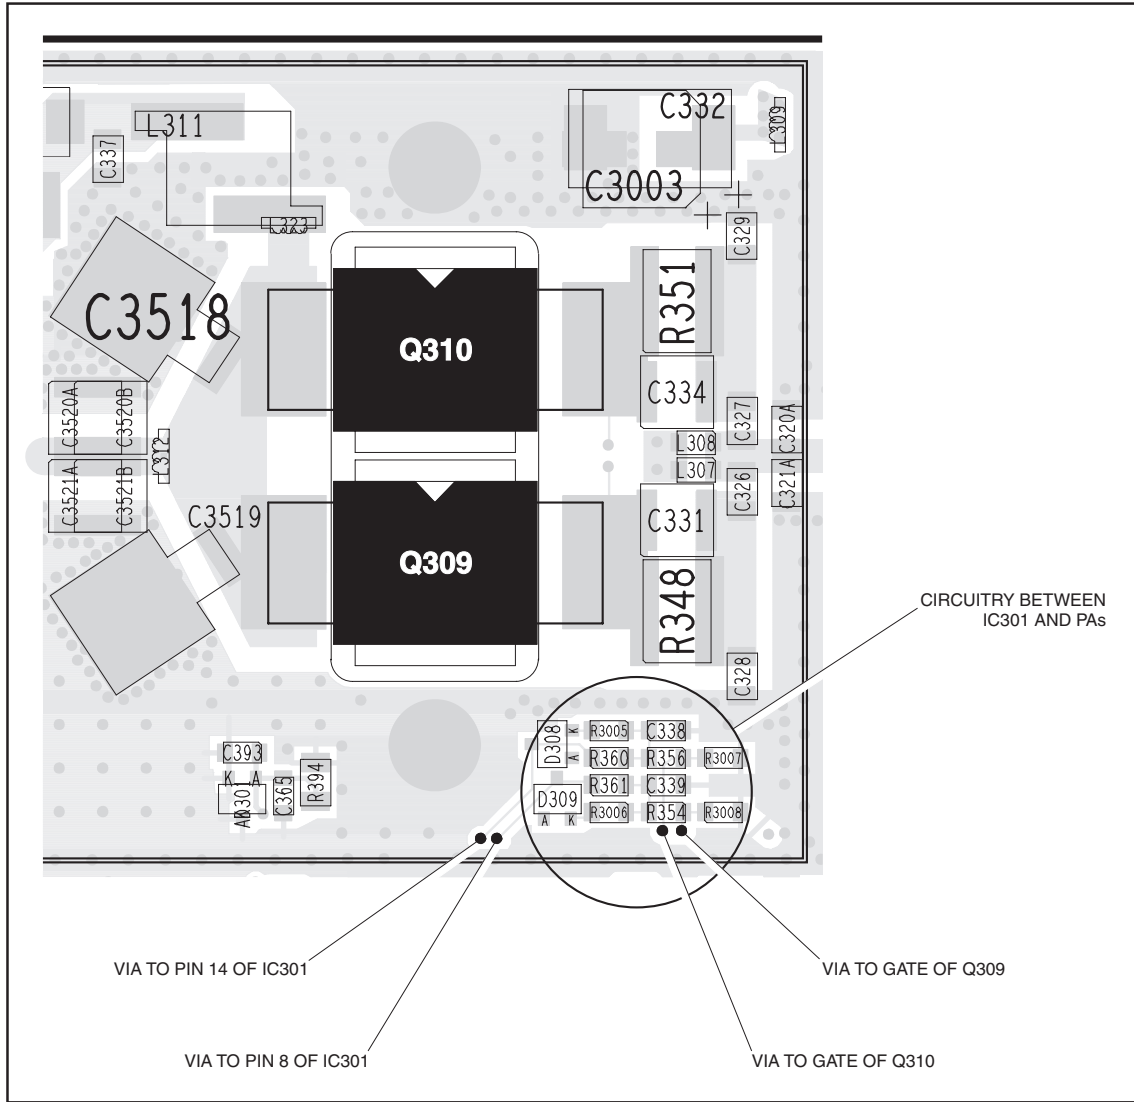 L311
C332
C309
C337
C3003
C323
C329
R351
C3518
Q310
C334
C3520A
C3520B
C327
C320A
L308
C312
L307
C3521A
C3521B
C326
C321A
C3519
C331
Q309
R348
CIRCUITRY BETWEEN
IC301 AND PAs
C328
D308
K
A
R3005
C338
C393
R360
R356
R3007
K A
R361
C339
D301
C365
R394
D309
R3006
R354
R3008
A K
VIA TO PIN 14 OF IC301
VIA TO GATE OF Q309
VIA TO PIN 8 OF IC301
VIA TO GATE OF Q310